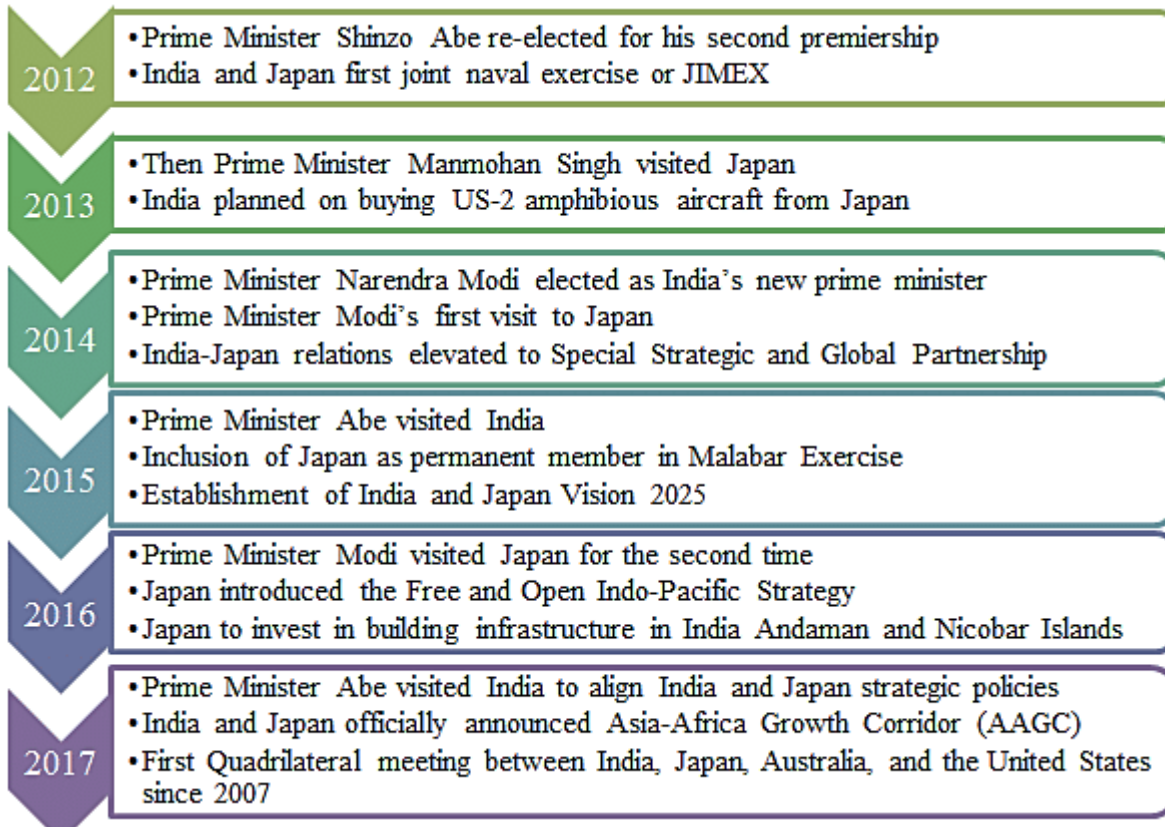 2012
•Prime Minister Shinzo Abe re-elected for his second premiership
•India and Japan first joint naval exercise or JIMEX
2013
•Then Prime Minister Manmohan Singh visited Japan
•India planned on buying US-2 amphibious aircraft from Japan
2014
•Prime Minister Narendra Modi elected as India’s new prime minister
•Prime Minister Modi’s first visit to Japan
•India-Japan relations elevated to Special Strategic and Global Partnership
2015
•Prime Minister Abe visited India
•Inclusion of Japan as permanent member in Malabar Exercise
•Establishment of India and Japan Vision 2025
2016
•Prime Minister Modi visited Japan for the second time
•Japan introduced the Free and Open Indo-Pacific Strategy
•Japan to invest in building infrastructure in India Andaman and Nicobar Islands
2017
•Prime Minister Abe visited India to align India and Japan strategic policies
•India and Japan officially announced Asia-Africa Growth Corridor (AAGC)
•First Quadrilateral meeting between India, Japan, Australia, and the United States
since 2007